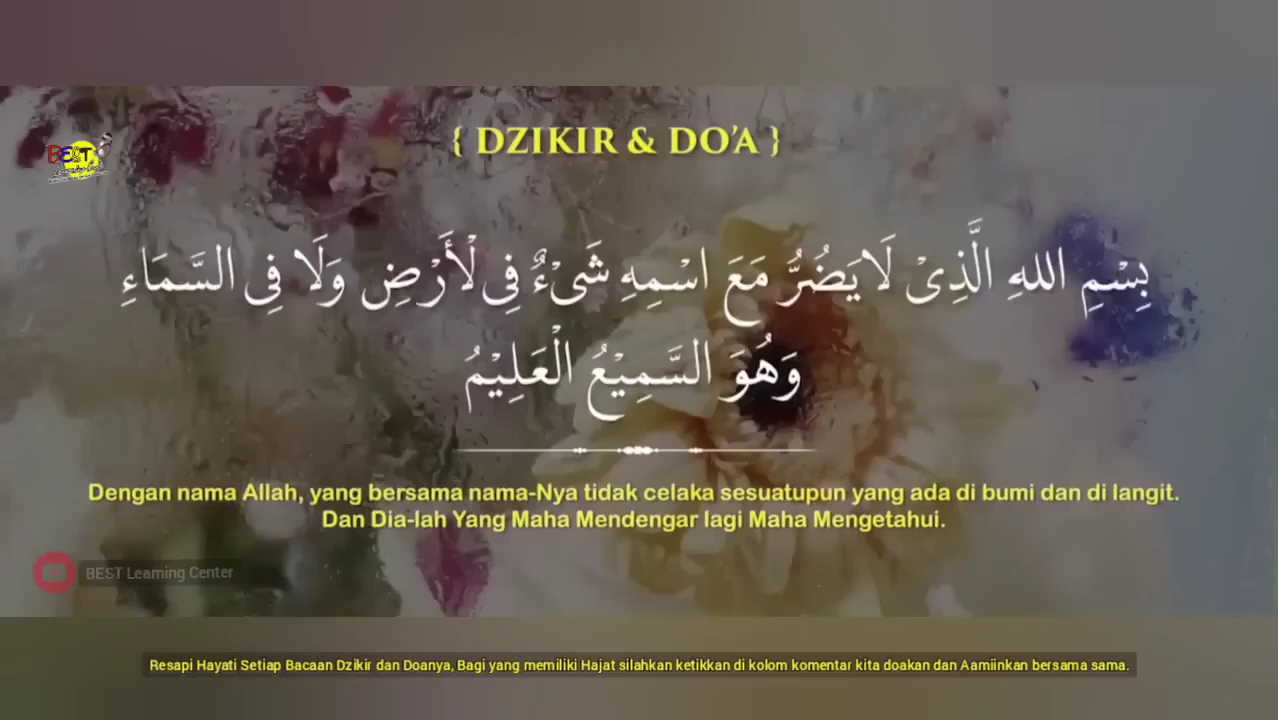 { DZIKIR & DO'A }
BEST
بِسْمِ اللهِ الَّذِىْ لَا يَضُرُّ مَعَ اسْمِهِ شَىْءٌ فِى لْأَرْضِ وَلَا فِى السَّمَاءِ
وَهُوَ السَّمِيْعُ الْعَلِيْمُ
Dengan nama Allah, yang bersama nama-Nya tidak celaka sesuatupun yang ada di bumi dan di langit.
Dan Dia-lah Yang Maha Mendengar lagi Maha Mengetahui.
BEST Learning Center
Resapi Hayati Setiap Bacaan Dzikir dan Doanya, Bagi yang memiliki Hajat silahkan ketikkan di kolom komentar kita doakan dan Aamiinkan bersama sama.